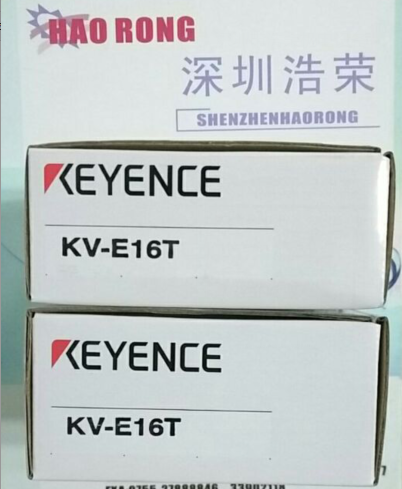 HAO RONG
深圳浩荣
SHENZHENHAORONG
KEYENCE
KV-E16T
KEYENCE
KV-E16T